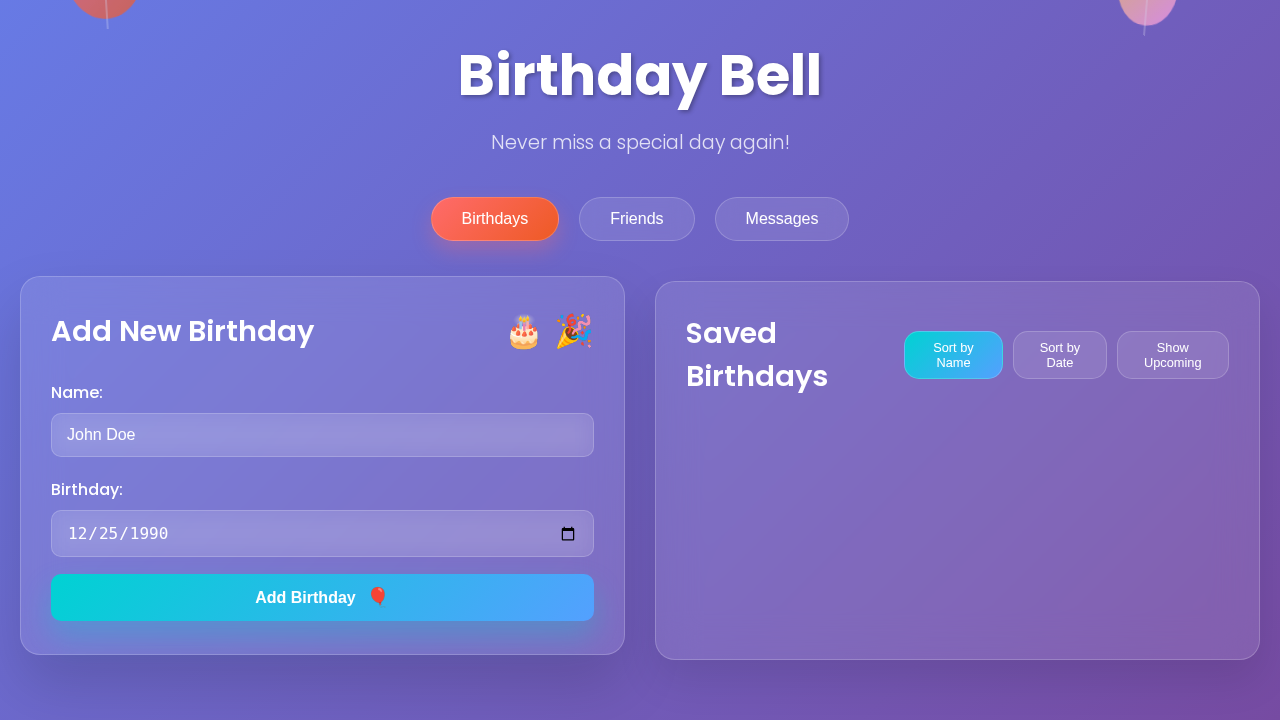 Birthday Bell
Never miss a special day again!
Birthdays
Friends
Messages
Add New Birthday
Name:
John Doe
Birthday:
12/25/1990
Add Birthday
Saved
Birthdays
Sort by
Name
Sort by
Date
Show
Upcoming